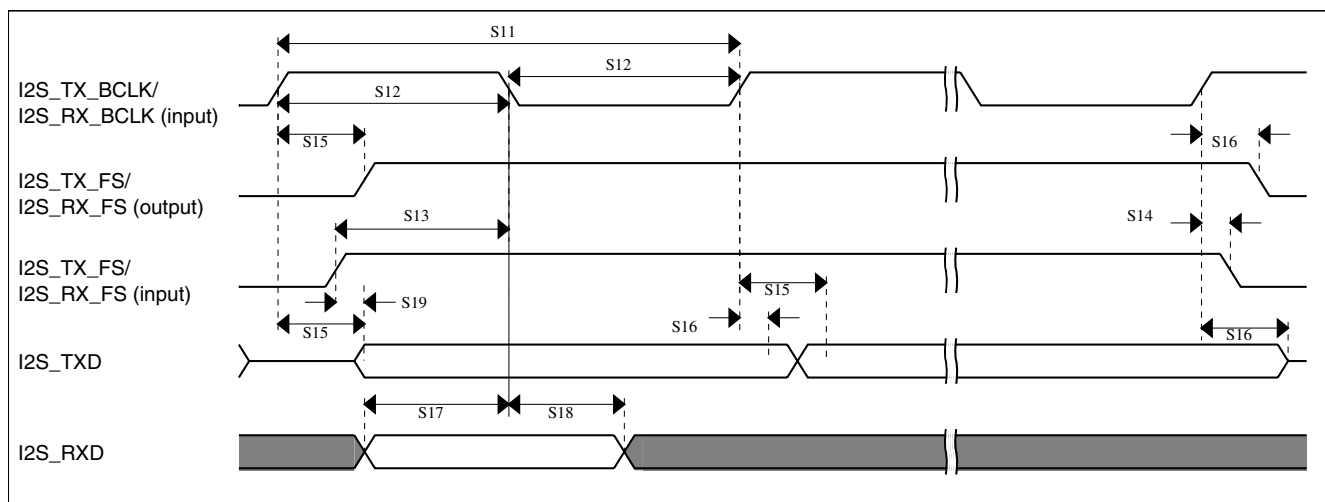 S11
S12
I2S_TX_BCLK/
I2S_RX_BCLK (input)
S12
S15
S16
I2S_TX_FS/
I2S_RX_FS (output)
S13
S14
I2S_TX_FS/
I2S_RX_FS (input)
S19
S15
S15
S16
S16
I2S_TXD
S17
S18
I2S_RXD